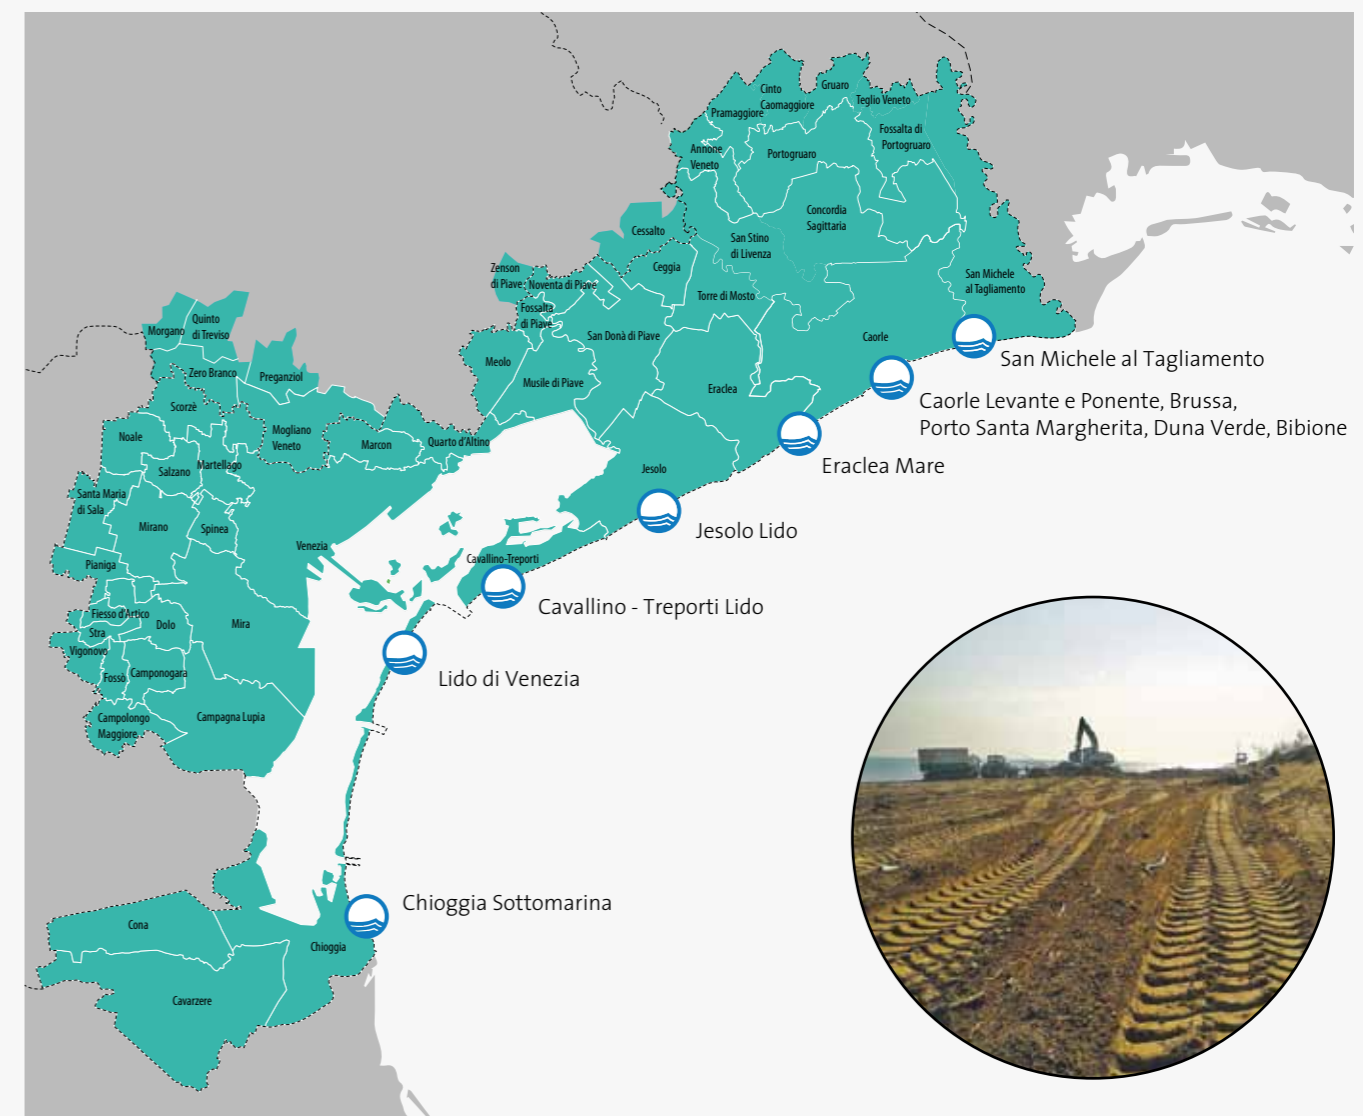 Cinto
Caomaggiore
Gruaro
Teglio Veneto
Pramaggiore
Fossalta di
Portogruaro
Annone
Veneto
Portogruaro
Concordia
Sagittaria
Cessalto
San Stino
di Livenza
Ceggia
Zenson
di Piave
Noventa di Piave
San Michele
al Tagliamento
Torre di Mosto
Fossalta
di Piave
Morgano
Quinto
di Treviso
San Donà di Piave
Caorle
San Michele al Tagliamento
Meolo
Zero Branco
Preganziol
Musile di Piave
Eraclea
Caorle Levante e Ponente, Brussa,
Porto Santa Margherita, Duna Verde, Bibione
Scorzè
Noale
Mogliano
Veneto
Marcon
Quarto d'Altino
Eraclea Mare
Salzano
Martellago
Jesolo
Santa Maria
di Sala
Mirano
Spinea
Jesolo Lido
Venezia
Pianiga
Cavallino-Treporti
Cavallino - Treporti Lido
Fiesso d'Artico
Stra
Dolo
Mira
Vigonovo
Fossò
Camponogara
Lido di Venezia
Campolongo
Maggiore
Campagna Lupia
Chioggia Sottomarina
Cona
Chioggia
Cavarzere